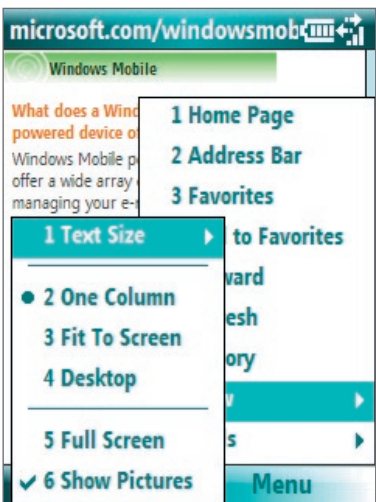 microsoft.com/windowsmob
Windows Mobile
What does a Wind
powered device of
Windows Mobile p
offer a wide array
managing your e-
1 Home Page
2 Address Bar
3 Favorites
to Favorites
ward
esh
ory
s
1 Text Size
2 One Column
3 Fit To Screen
4 Desktop
5 Full Screen
6 Show Pictures
Menu